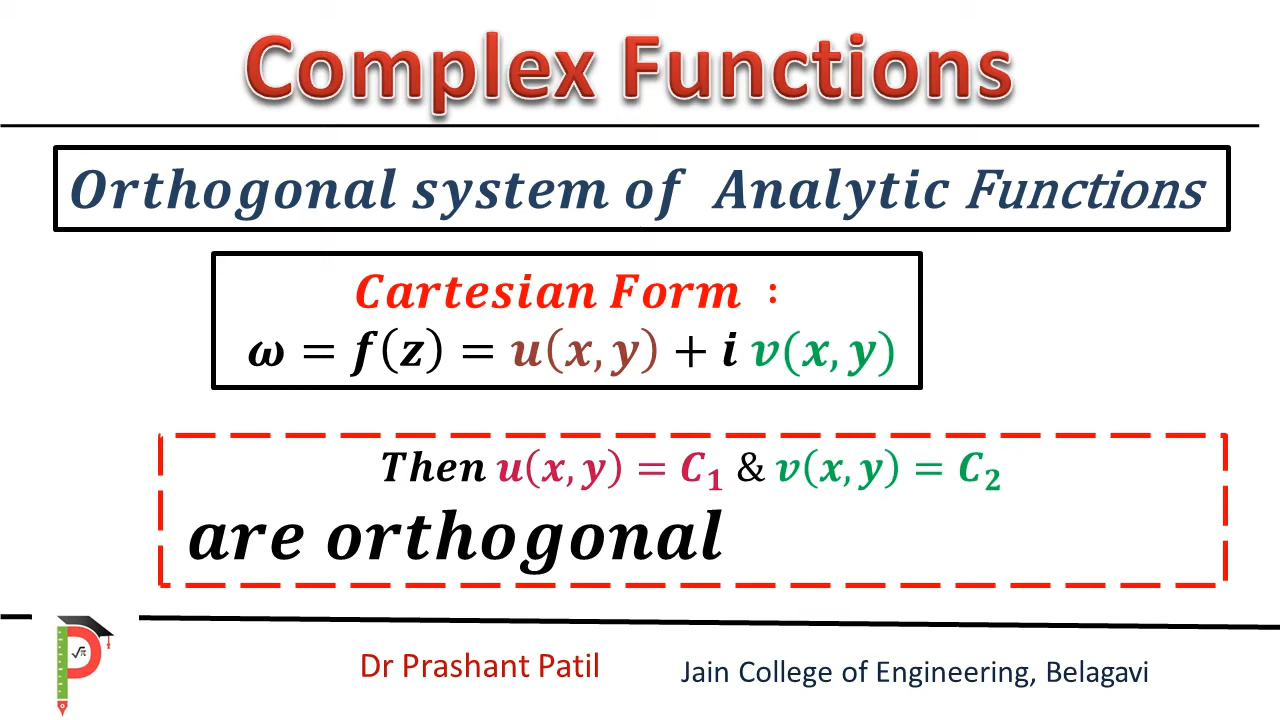 Complex Functions
Orthogonal system of Analytic Functions
Cartesian Form :
ω = f(z) = u(x, y) + i v(x, y)
Then u(x, y) = C₁ & v(x, y) = C₂
are orthogonal
√π
Dr Prashant Patil
Jain College of Engineering, Belagavi